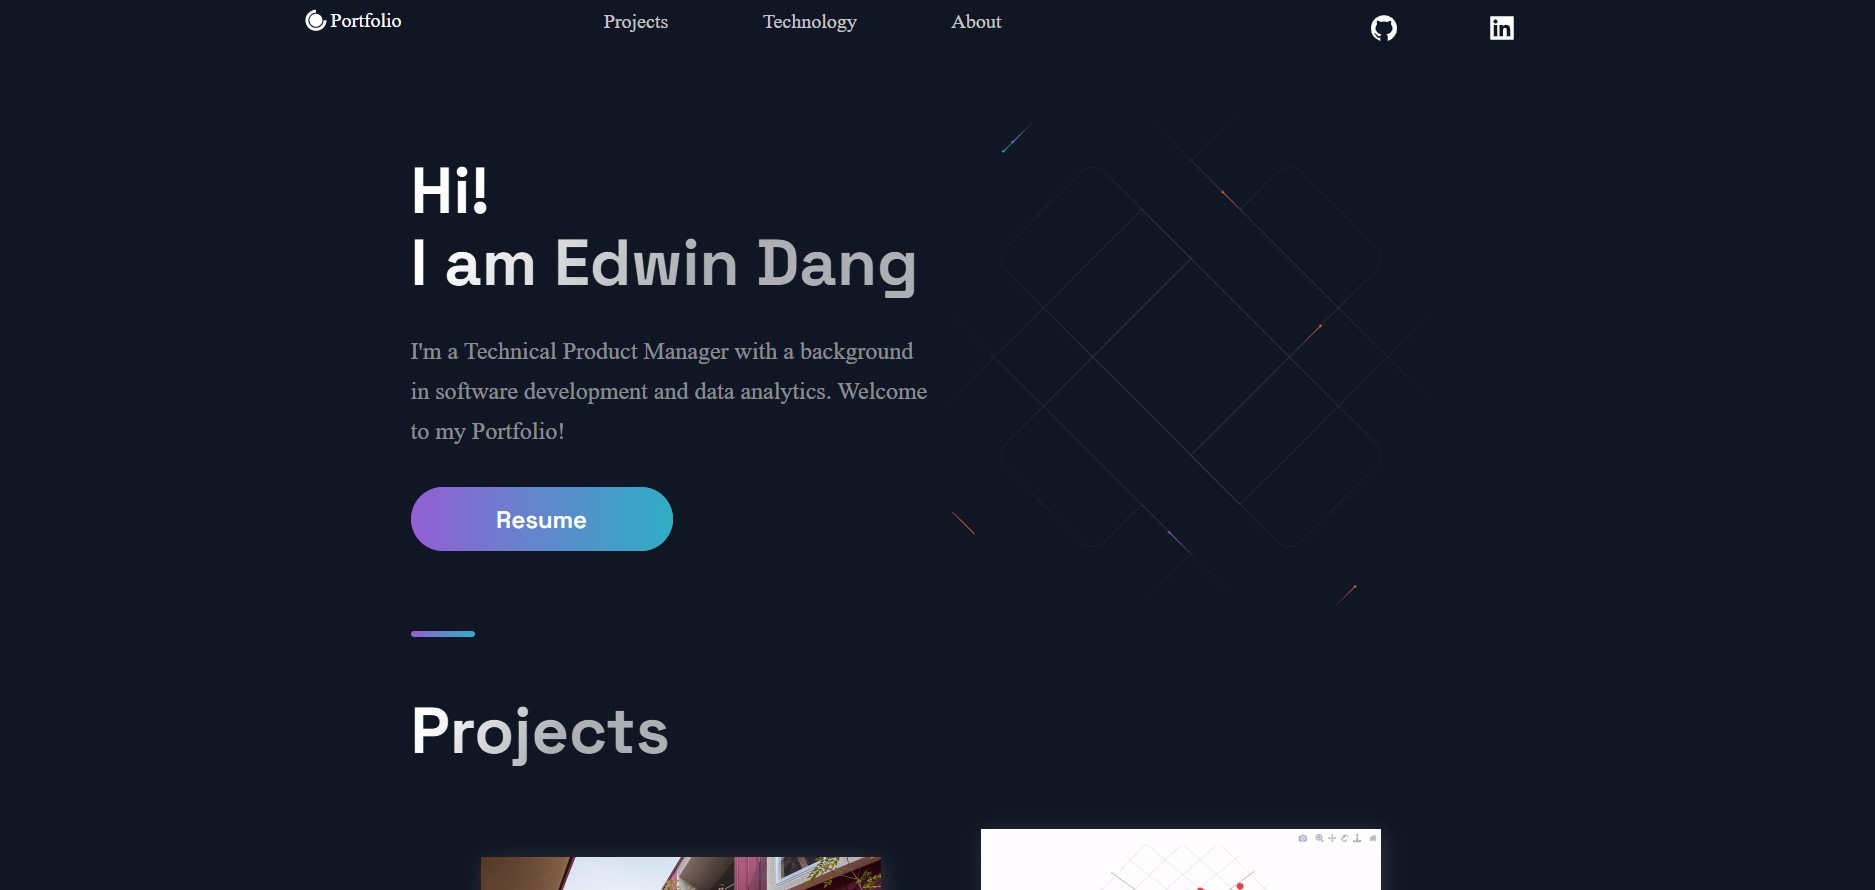 Portfolio
Projects
Technology
About
Hi!
I am Edwin Dang
I'm a Technical Product Manager with a background
in software development and data analytics. Welcome
to my Portfolio!
Resume
Projects